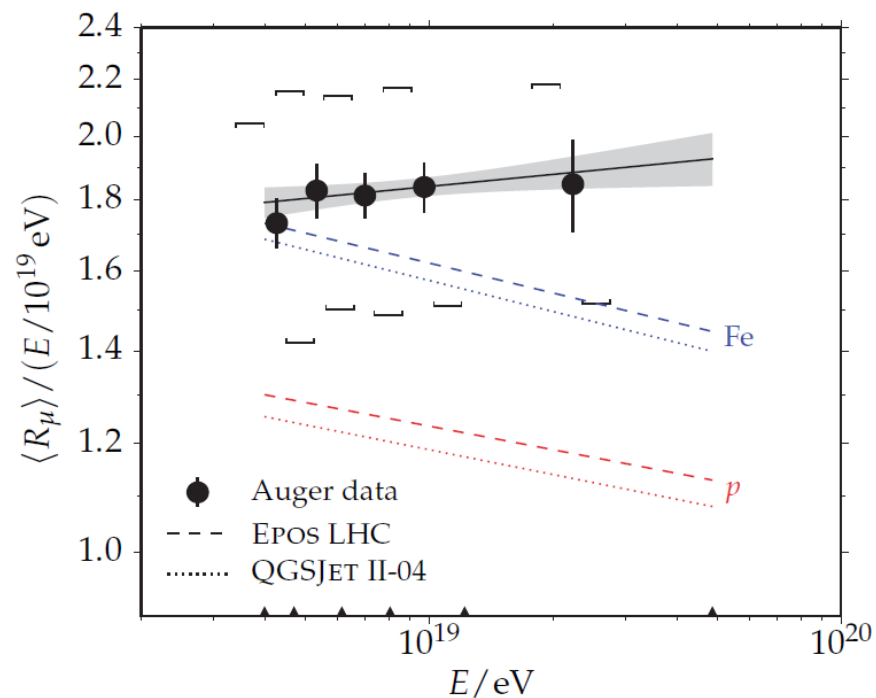 2.4
2.2
2.0
1.8
1.6
1.4
1.2
1.0
⟨Rμ⟩/(E/10¹⁹ eV)
Fe
p
Auger data
EPOS LHC
QGSJET II-04
10¹⁹
10²⁰
E/eV